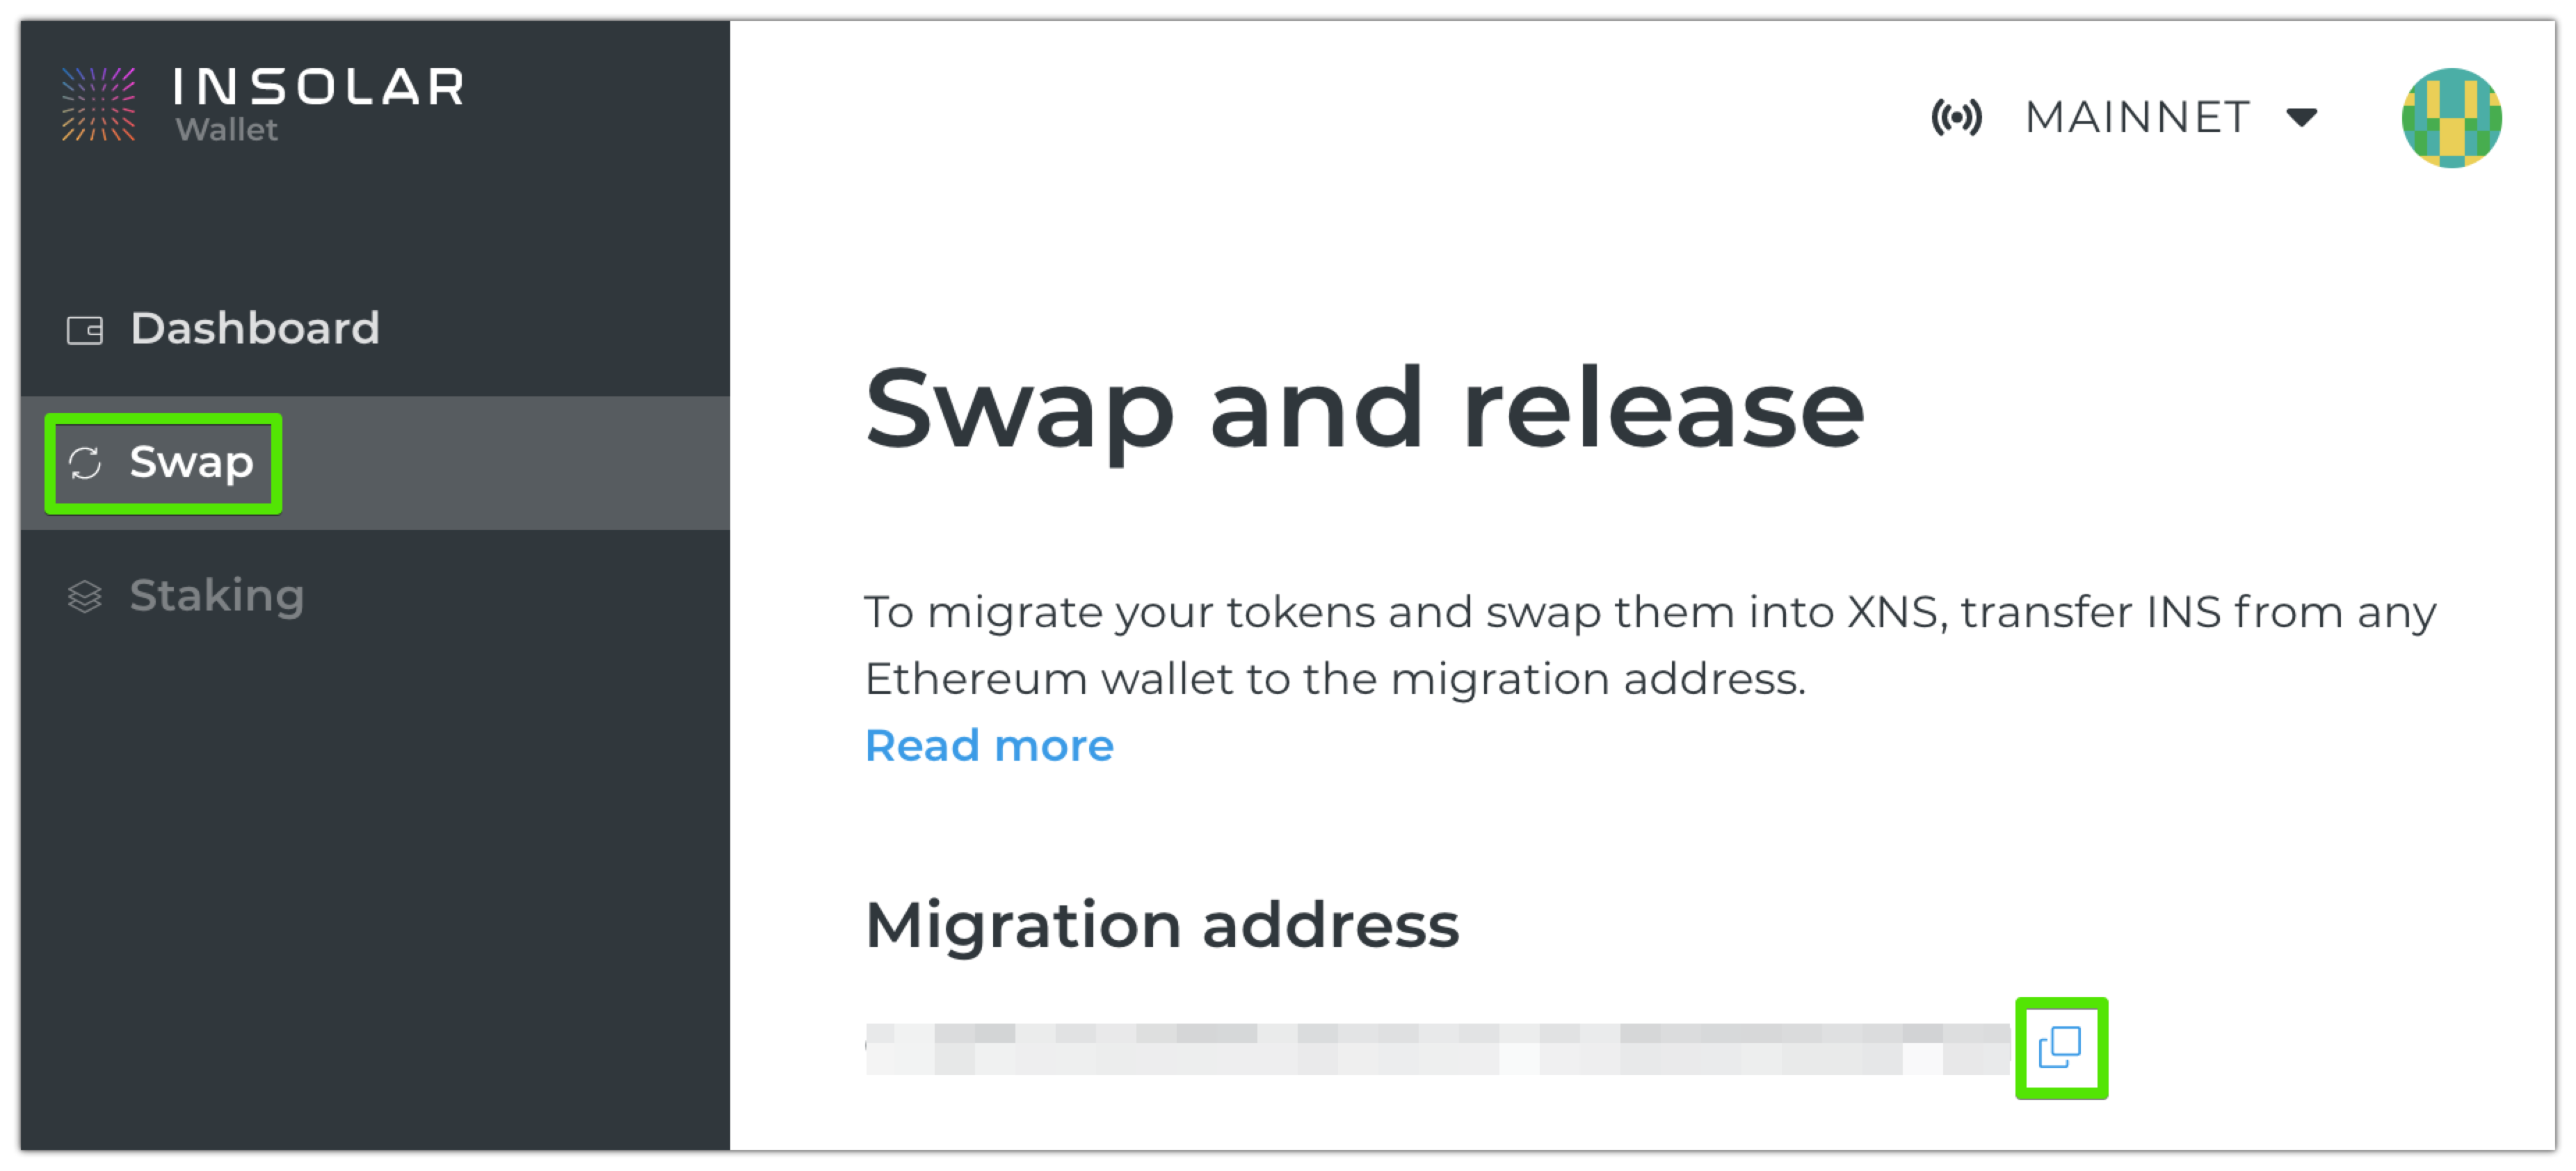 INSOLAR
Wallet
MAINNET
Dashboard
Swap
Staking
Swap and release
To migrate your tokens and swap them into XNS, transfer INS from any
Ethereum wallet to the migration address.
Read more
Migration address